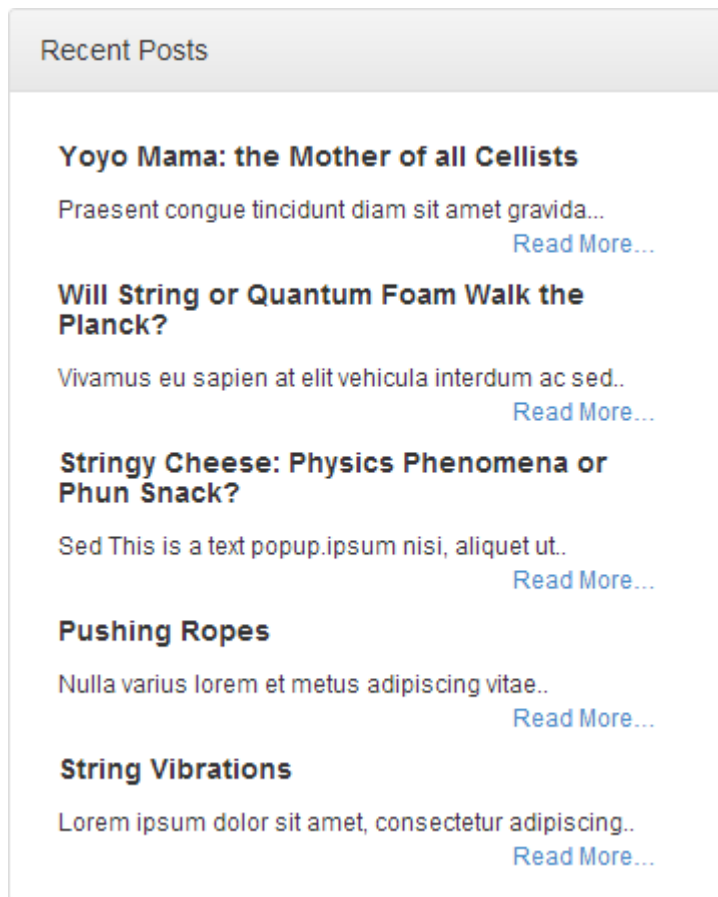 Recent Posts
Yoyo Mama: the Mother of all Cellists
Praesent congue tincidunt diam sit amet gravida...
Read More...
Will String or Quantum Foam Walk the
Planck?
Vivamus eu sapien at elit vehicula interdum ac sed..
Read More...
Stringy Cheese: Physics Phenomena or
Phun Snack?
Sed This is a text popup.ipsum nisi, aliquet ut..
Read More...
Pushing Ropes
Nulla varius lorem et metus adipiscing vitae..
Read More...
String Vibrations
Lorem ipsum dolor sit amet, consectetur adipiscing..
Read More...